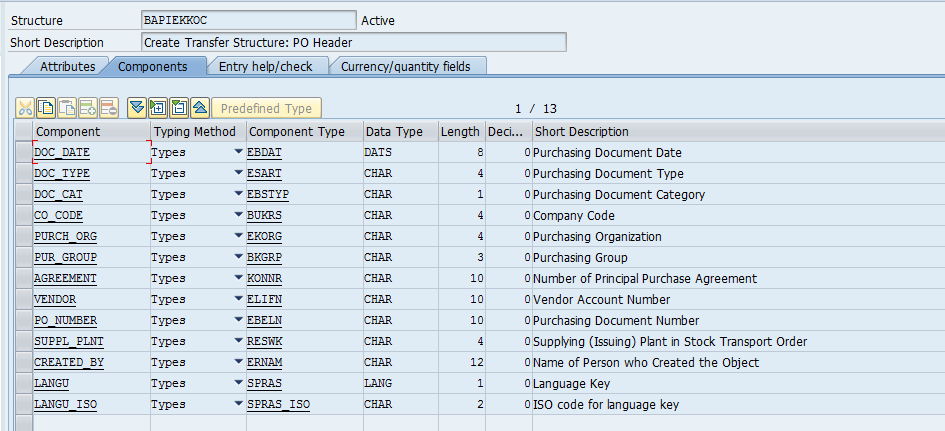 Structure BAPIEKKOC Active
Short Description Create Transfer Structure: PO Header
Attributes Components Entry help/check Currency/quantity fields
Predefined Type 1 / 13
Component Typing Method Component Type Data Type Length Deci... Short Description
DOC_DATE Types EBDAT DATS 8 0 Purchasing Document Date
DOC_TYPE Types ESART CHAR 4 0 Purchasing Document Type
DOC_CAT Types EBSTYP CHAR 1 0 Purchasing Document Category
CO_CODE Types BUKRS CHAR 4 0 Company Code
PURCH_ORG Types EKORG CHAR 4 0 Purchasing Organization
PUR_GROUP Types BKGRP CHAR 3 0 Purchasing Group
AGREEMENT Types KONNR CHAR 10 0 Number of Principal Purchase Agreement
VENDOR Types ELIFN CHAR 10 0 Vendor Account Number
PO_NUMBER Types EBELN CHAR 10 0 Purchasing Document Number
SUPPL_PLNT Types RESWK CHAR 4 0 Supplying (Issuing) Plant in Stock Transport Order
CREATED_BY Types ERNAM CHAR 12 0 Name of Person who Created the Object
LANGU Types SPRAS LANG 1 0 Language Key
LANGU_ISO Types SPRAS_ISO CHAR 2 0 ISO code for language key